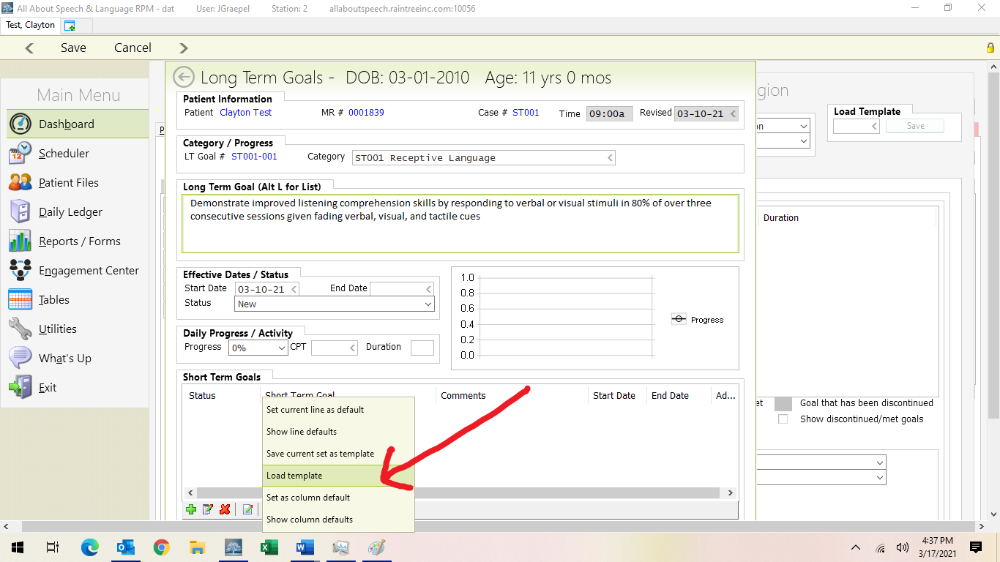 All About Speech & Language RPM - dat User: JGraepel Station: 2 allaboutspeech.raintreeinc.com:10056
Test, Clayton
Save Cancel
Main Menu
Dashboard
Scheduler
Patient Files
Daily Ledger
Reports / Forms
Engagement Center
Tables
Utilities
What's Up
Exit
Long Term Goals - DOB: 03-01-2010 Age: 11 yrs 0 mos
Patient Information
Patient Clayton Test MR # 0001839 Case # ST001 Time 09:00a Revised 03-10-21
Category / Progress
LT Goal # ST001-001 Category ST001 Receptive Language
Long Term Goal (Alt L for List)
Demonstrate improved listening comprehension skills by responding to verbal or visual stimuli in 80% of over three
consecutive sessions given fading verbal, visual, and tactile cues
Effective Dates / Status
Start Date 03-10-21 End Date
Status New
Daily Progress / Activity
Progress 0% CPT Duration
1.0
0.8
0.6
0.4
0.2
0.0
Progress
Short Term Goals
Status Short Term Goal Comments Start Date End Date Ad...
Set current line as default
Show line defaults
Save current set as template
Load template
Set as column default
Show column defaults
P
gion
on
Load Template
Save
Duration
et Goal that has been discontinued
Show discontinued/met goals
4:37 PM
3/17/2021